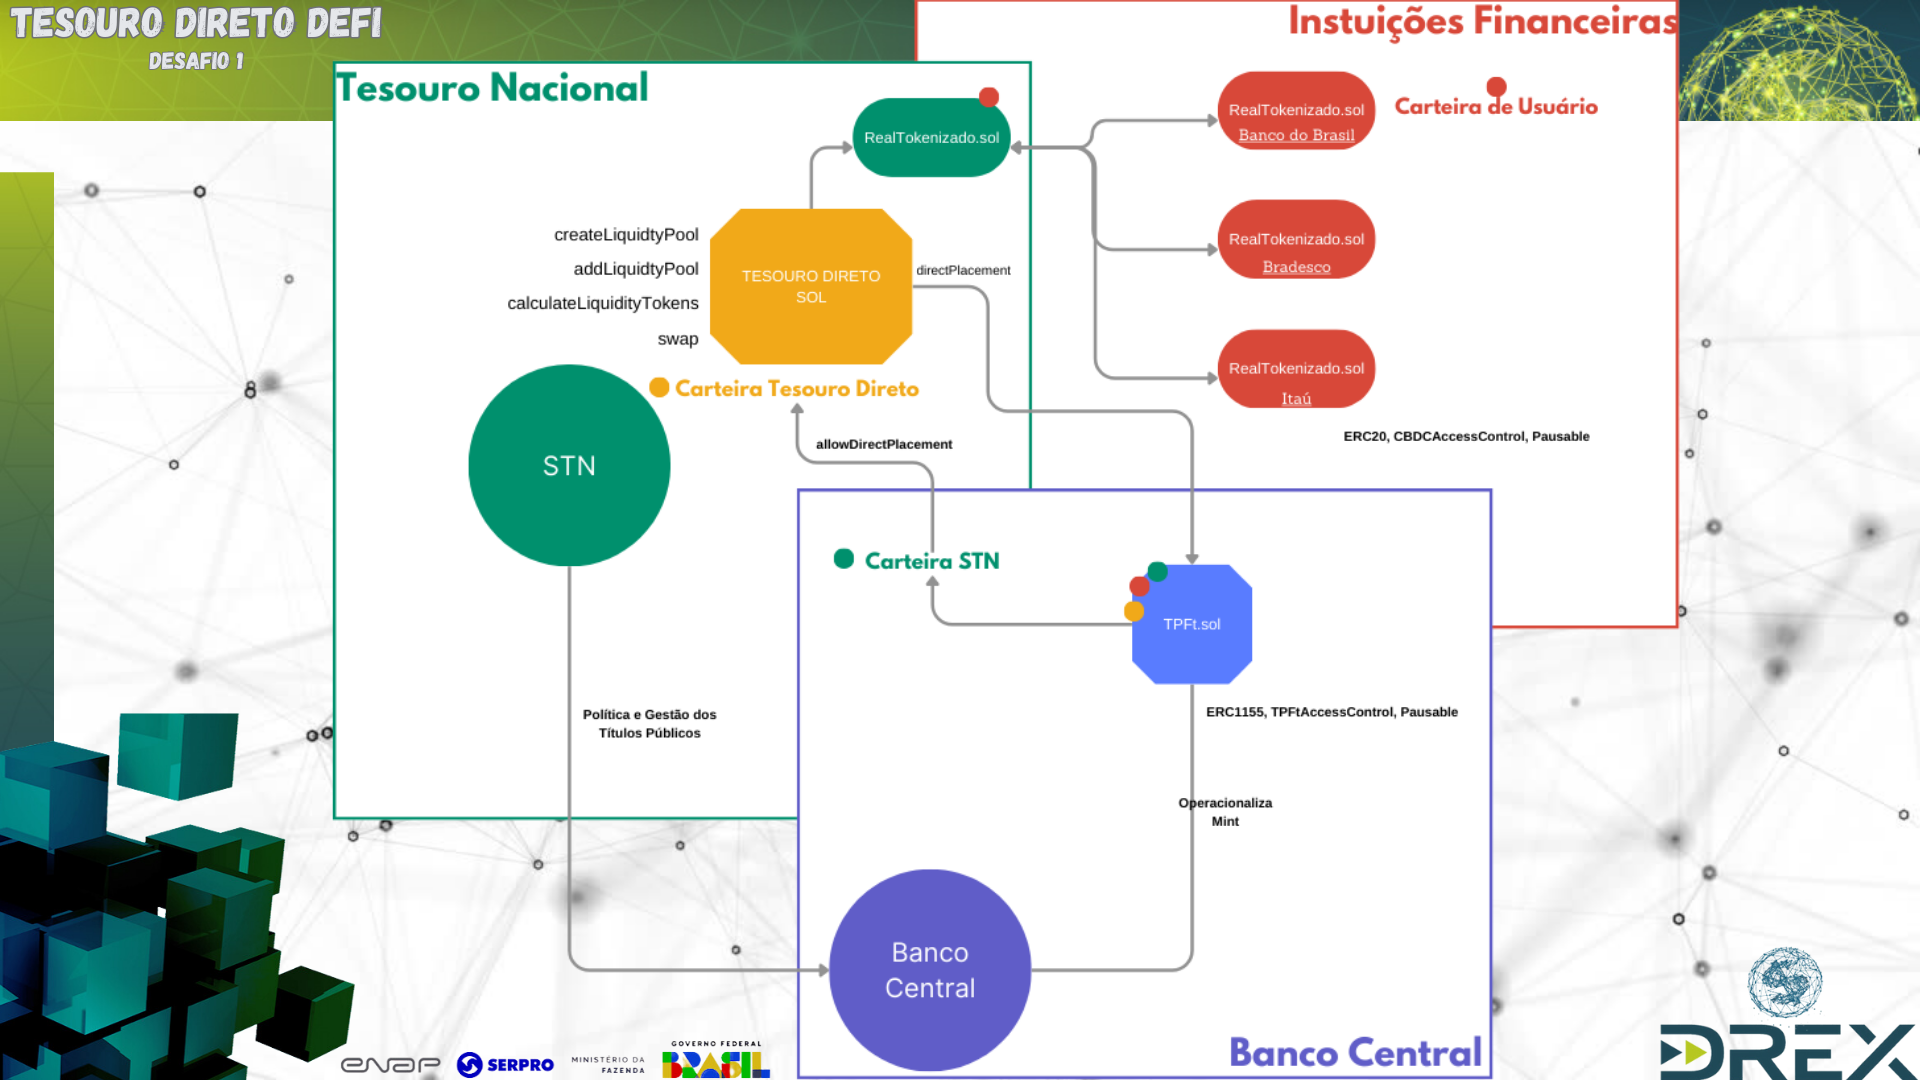 TESOURO DIRETO DEFI
DESAFIO 1
Instuições Financeiras
Tesouro Nacional
RealTokenizado.sol
RealTokenizado.sol
Banco do Brasil
Carteira de Usuário
RealTokenizado.sol
Bradesco
RealTokenizado.sol
Itaú
ERC20, CBDCAccessControl, Pausable
createLiquidtyPool
addLiquidtyPool
calculateLiquidityTokens
swap
TESOURO DIRETO
SOL
directPlacement
Carteira Tesouro Direto
allowDirectPlacement
STN
Carteira STN
TPFt.sol
ERC1155, TPFtAccessControl, Pausable
Política e Gestão dos
Títulos Públicos
Operacionaliza
Mint
Banco
Central
Banco Central
enap
SERPRO
MINISTÉRIO DA
FAZENDA
GOVERNO FEDERAL
BRASIL
DREX